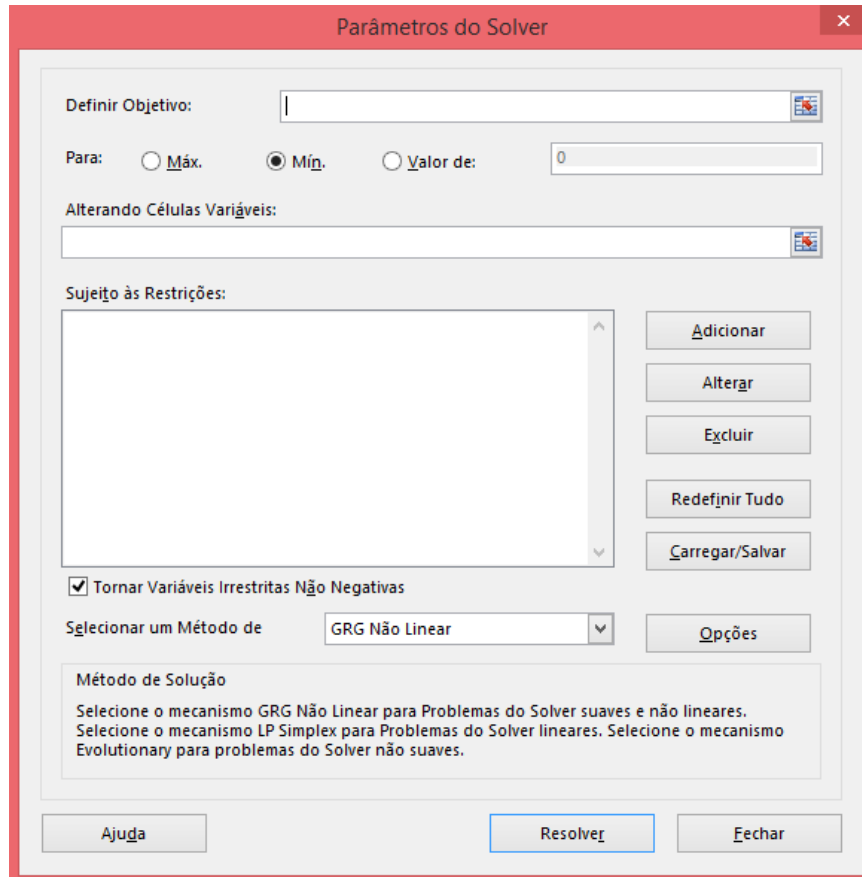 Parâmetros do Solver
×
Definir Objetivo:
Para: Máx. Mín. Valor de: 0
Alterando Células Variáveis:
Sujeito às Restrições:
Adicionar
Alterar
Excluir
Redefinir Tudo
Carregar/Salvar
Tornar Variáveis Irrestritas Não Negativas
Selecionar um Método de GRG Não Linear Opções
Método de Solução
Selecione o mecanismo GRG Não Linear para Problemas do Solver suaves e não lineares.
Selecione o mecanismo LP Simplex para Problemas do Solver lineares. Selecione o mecanismo
Evolutionary para problemas do Solver não suaves.
Ajuda Resolver Fechar